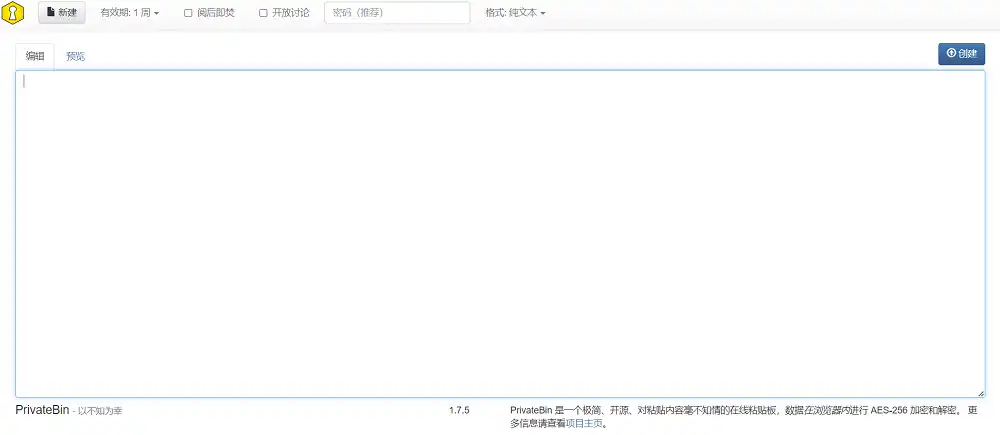 新建 有效期: 1 周 阅后即焚 开放讨论 密码（推荐） 格式: 纯文本
编辑 预览 创建
PrivateBin - 以不知为幸 1.7.5 PrivateBin 是一个极简、开源、对粘贴内容毫不知情的在线粘贴板，数据在浏览器内进行 AES-256 加密和解密。 更
多信息请查看项目主页。